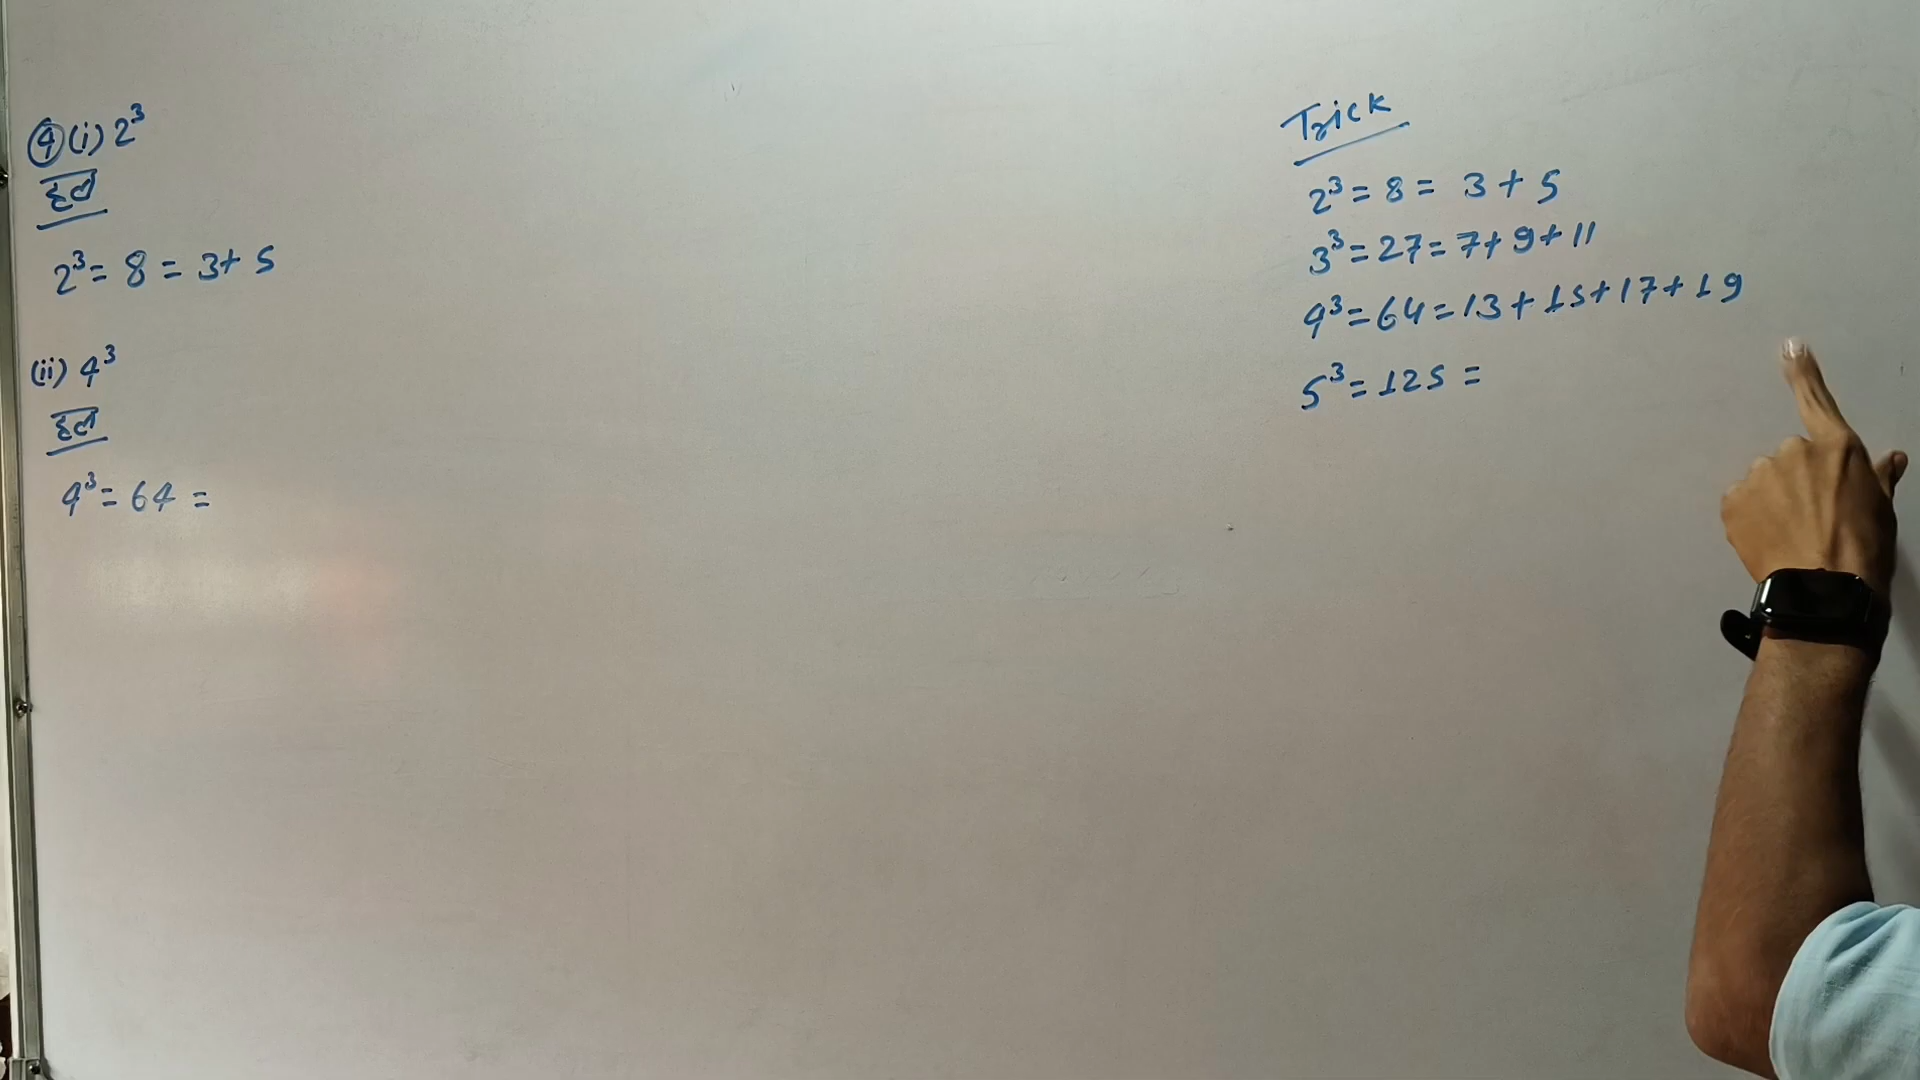 ④ (i) 2³
हल
2³ = 8 = 3 + 5
(ii) 4³
हल
4³ = 64 =
Trick
2³ = 8 = 3 + 5
3³ = 27 = 7 + 9 + 11
4³ = 64 = 13 + 15 + 17 + 19
5³ = 125 =